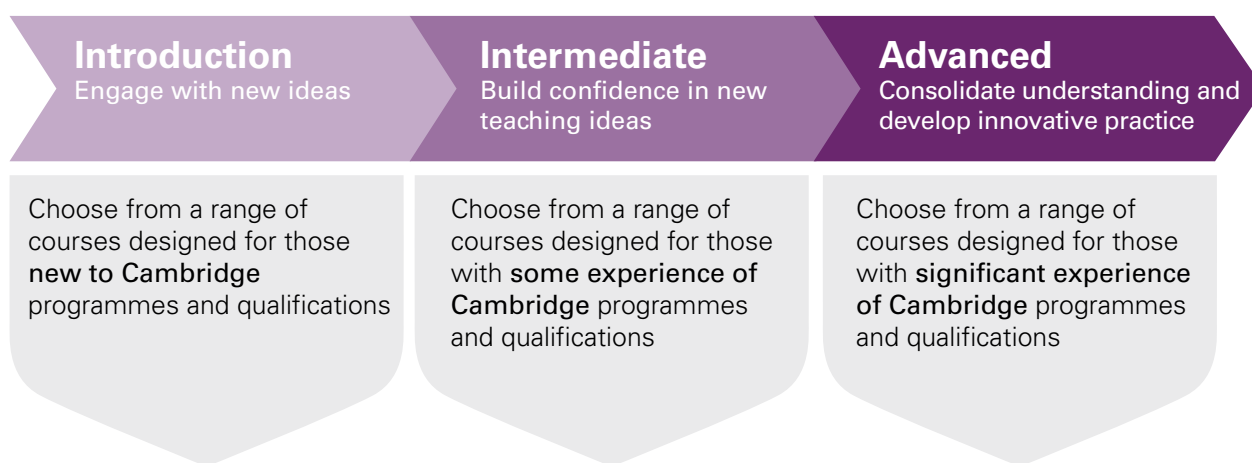 Introduction
Engage with new ideas
Intermediate
Build confidence in new
teaching ideas
Advanced
Consolidate understanding and
develop innovative practice
Choose from a range of
courses designed for those
new to Cambridge
programmes and qualifications
Choose from a range of
courses designed for those
with some experience of
Cambridge programmes
and qualifications
Choose from a range of
courses designed for those
with significant experience
of Cambridge programmes
and qualifications